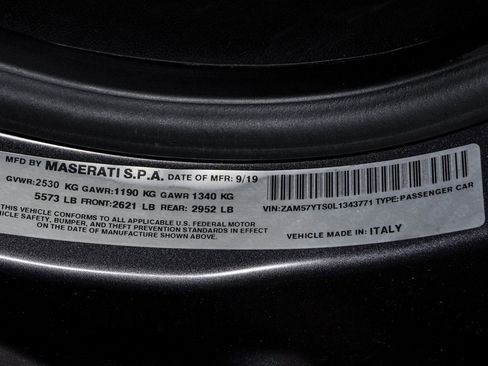 MFD BY MASERATI S.P.A. DATE OF MFR: 9/19
GVWR:2530 KG GAWR:1190 KG GAWR 1340 KG
5573 LB FRONT:2621 LB REAR: 2952 LB
THIS VEHICLE CONFORMS TO ALL APPLICABLE U.S. FEDERAL MOTOR
VEHICLE SAFETY, BUMPER, AND THEFT PREVENTION STANDARDS IN EFFECT
ON THE DATE OF MANUFACTURE SHOWN ABOVE.
VIN:ZAM57YTS0L1343771 TYPE:PASSENGER CAR
VEHICLE MADE IN: ITALY